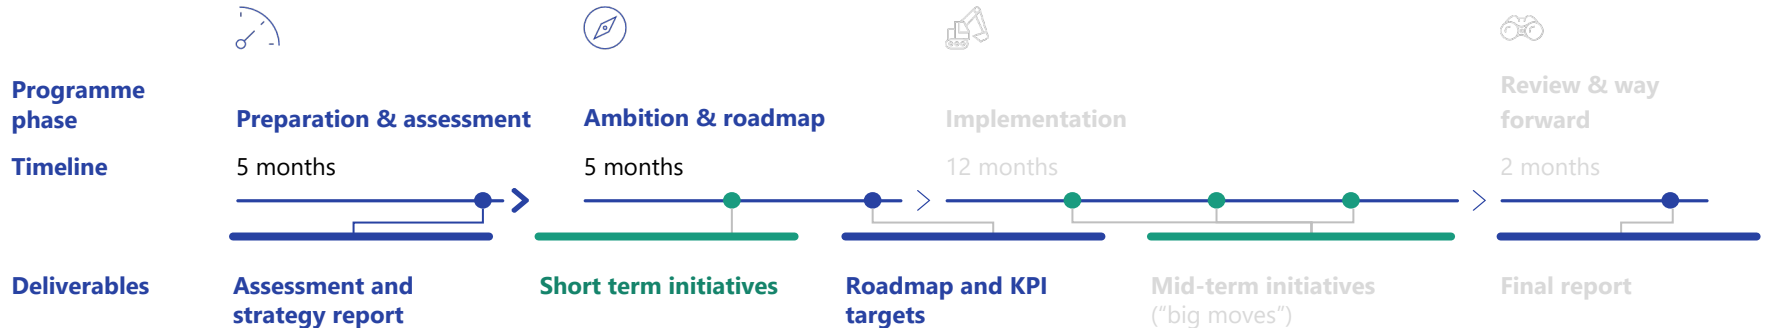 Programme
phase
Preparation & assessment
Ambition & roadmap
Implementation
Review & way
forward
Timeline
5 months
5 months
12 months
2 months
Deliverables
Assessment and
strategy report
Short term initiatives
Roadmap and KPI
targets
Mid-term initiatives
(“big moves”)
Final report